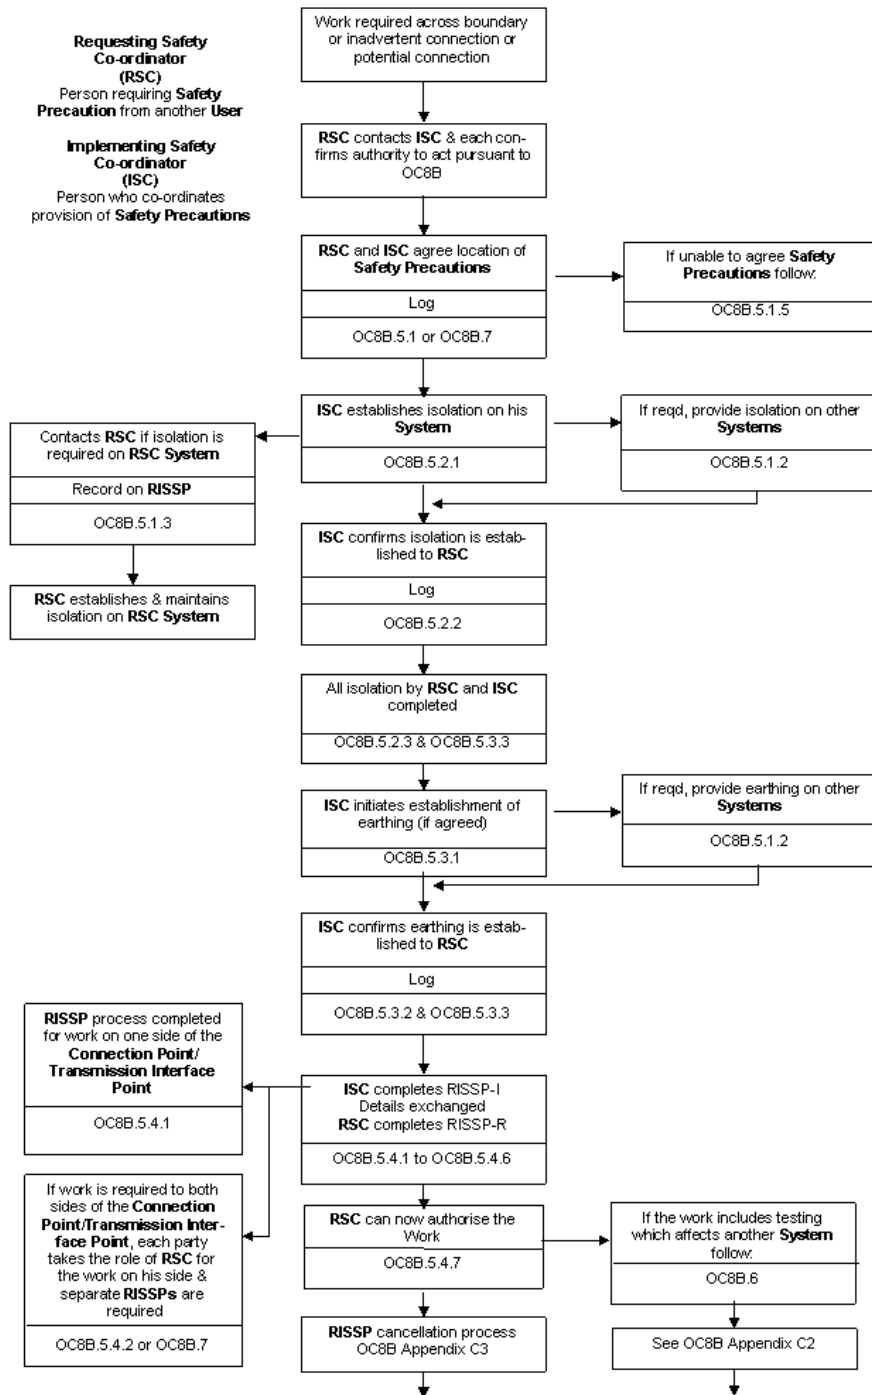 Requesting Safety
Co-ordinator
(RSC)
Person requiring Safety
Precaution from another User
Implementing Safety
Co-ordinator
(ISC)
Person who co-ordinates
provision of Safety Precautions
Work required across boundary
or inadvertent connection or
potential connection
RSC contacts ISC & each con-
firms authority to act pursuant to
OC8B
RSC and ISC agree location of
Safety Precautions
Log
OC8B.5.1 or OC8B.7
If unable to agree Safety
Precautions follow:
OC8B.5.1.5
ISC establishes isolation on his
System
OC8B.5.2.1
If reqd, provide isolation on other
Systems
OC8B.5.1.2
Contacts RSC if isolation is
required on RSC System
Record on RISSP
OC8B.5.1.3
RSC establishes & maintains
isolation on RSC System
ISC confirms isolation is estab-
lished to RSC
Log
OC8B.5.2.2
All isolation by RSC and ISC
completed
OC8B.5.2.3 & OC8B.5.3.3
ISC initiates establishment of
earthing (if agreed)
OC8B.5.3.1
If reqd, provide earthing on other
Systems
OC8B.5.1.2
ISC confirms earthing is estab-
lished to RSC
Log
OC8B.5.3.2 & OC8B.5.3.3
RISSP process completed
for work on one side of the
Connection Point/
Transmission Interface
Point
OC8B.5.4.1
ISC completes RISSP-I
Details exchanged
RSC completes RISSP-R
OC8B.5.4.1 to OC8B.5.4.6
If work is required to both
sides of the Connection
Point/Transmission Inter-
face Point, each party
takes the role of RSC for
the work on his side &
separate RISSPs are
required
OC8B.5.4.2 or OC8B.7
RSC can now authorise the
Work
OC8B.5.4.7
If the work includes testing
which affects another System
follow:
OC8B.6
RISSP cancellation process
OC8B Appendix C3
See OC8B Appendix C2